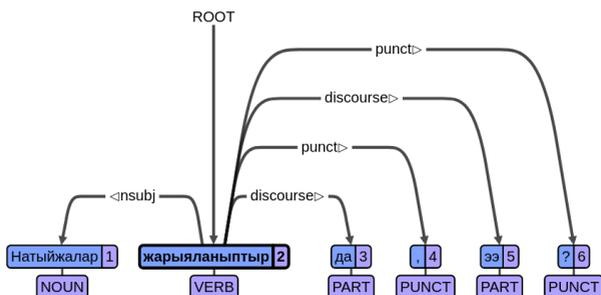 ROOT
punct▷
discourse▷
punct▷
◁nsubj discourse▷
Натыйжалар 1 жарыяланыптыр 2 да 3 , 4 ээ 5 ? 6
NOUN VERB PART PUNCT PART PUNCT